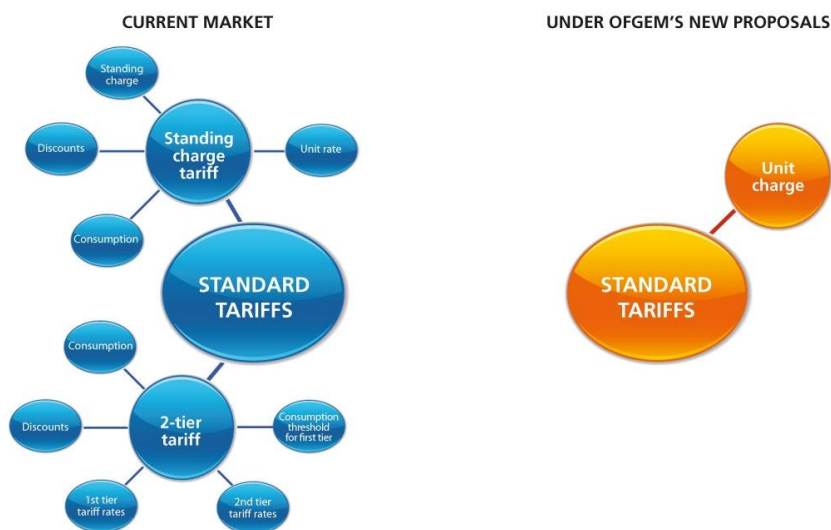 CURRENT MARKET
UNDER OFGEM'S NEW PROPOSALS
Standing
charge
Standing
charge
tariff
Discounts
Unit rate
Consumption
STANDARD
TARIFFS
Consumption
2-tier
tariff
Discounts
Consumption
threshold
for first tier
1st tier
tariff rates
2nd tier
tariff rates
Unit
charge
STANDARD
TARIFFS